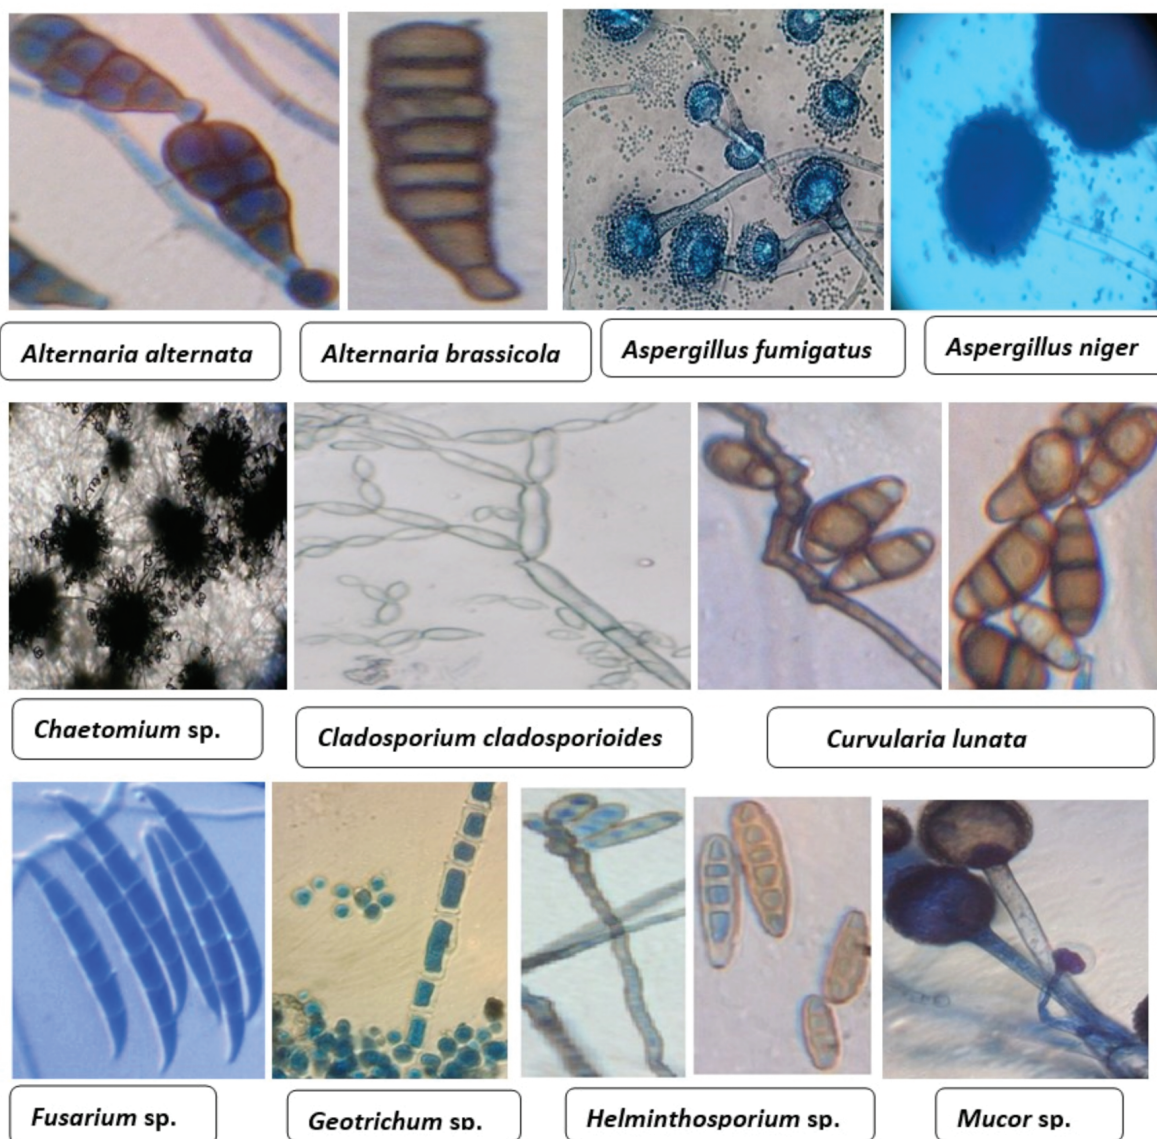 Alternaria alternata
Alternaria brassicola
Aspergillus fumigatus
Aspergillus niger
Chaetomium sp.
Cladosporium cladosporioides
Curvularia lunata
Fusarium sp.
Geotrichum sp.
Helminthosporium sp.
Mucor sp.